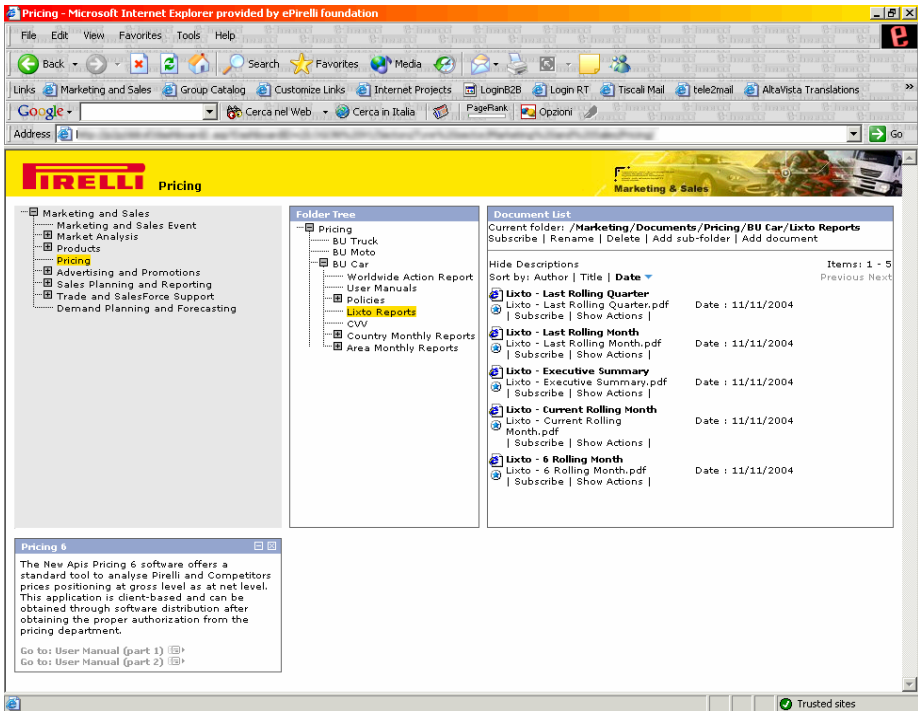 Pricing - Microsoft Internet Explorer provided by ePirelli foundation
File Edit View Favorites Tools Help
Back Search Favorites Media
Links Marketing and Sales Group Catalog Customize Links Internet Projects LoginB2B Login RT Tiscali Mail tele2mail AltaVista Translations »
Google Cerca nel Web Cerca in Italia PageRank Opzioni
Address Go
PIRELLI Pricing
Marketing & Sales
Marketing and Sales
Marketing and Sales Event
Market Analysis
Products
Pricing
Advertising and Promotions
Sales Planning and Reporting
Trade and SalesForce Support
Demand Planning and Forecasting
Folder Tree
Pricing
BU Truck
BU Moto
BU Car
Worldwide Action Report
User Manuals
Policies
Lixto Reports
CVV
Country Monthly Reports
Area Monthly Reports
Document List
Current folder: /Marketing/Documents/Pricing/BU Car/Lixto Reports
Subscribe | Rename | Delete | Add sub-folder | Add document
Hide Descriptions Items: 1 - 5
Sort by: Author | Title | Date Previous Next
Lixto - Last Rolling Quarter
Lixto - Last Rolling Quarter.pdf Date : 11/11/2004
| Subscribe | Show Actions |
Lixto - Last Rolling Month
Lixto - Last Rolling Month.pdf Date : 11/11/2004
| Subscribe | Show Actions |
Lixto - Executive Summary
Lixto - Executive Summary.pdf Date : 11/11/2004
| Subscribe | Show Actions |
Lixto - Current Rolling Month
Lixto - Current Rolling Date : 11/11/2004
Month.pdf
| Subscribe | Show Actions |
Lixto - 6 Rolling Month
Lixto - 6 Rolling Month.pdf Date : 11/11/2004
| Subscribe | Show Actions |
Pricing 6
The New Apis Pricing 6 software offers a
standard tool to analyse Pirelli and Competitors
prices positioning at gross level as at net level.
This application is client-based and can be
obtained through software distribution after
obtaining the proper authorization from the
pricing department.
Go to: User Manual (part 1)
Go to: User Manual (part 2)
Trusted sites